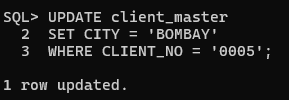 SQL> UPDATE client_master
  2  SET CITY = 'BOMBAY'
  3  WHERE CLIENT_NO = '0005';
1 row updated.